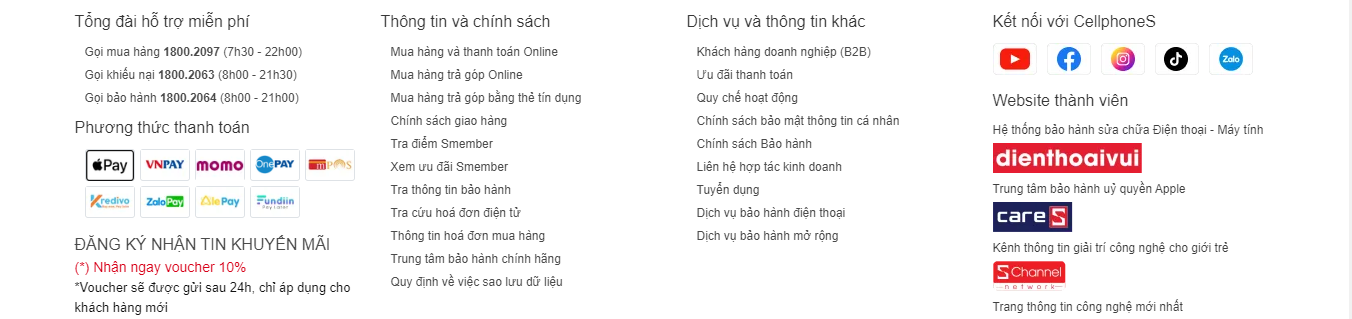 Tổng đài hỗ trợ miễn phí
Gọi mua hàng 1800.2097 (7h30 - 22h00)
Gọi khiếu nại 1800.2063 (8h00 - 21h30)
Gọi bảo hành 1800.2064 (8h00 - 21h00)
Phương thức thanh toán
Pay
VNPAY
momo
OnePAY
mPOS
Kredivo
ZaloPay
alePay
Fundiin
Pay Later
ĐĂNG KÝ NHẬN TIN KHUYẾN MÃI
(*) Nhận ngay voucher 10%
*Voucher sẽ được gửi sau 24h, chỉ áp dụng cho
khách hàng mới
Thông tin và chính sách
Mua hàng và thanh toán Online
Mua hàng trả góp Online
Mua hàng trả góp bằng thẻ tín dụng
Chính sách giao hàng
Tra điểm Smember
Xem ưu đãi Smember
Tra thông tin bảo hành
Tra cứu hoá đơn điện tử
Thông tin hoá đơn mua hàng
Trung tâm bảo hành chính hãng
Quy định về việc sao lưu dữ liệu
Dịch vụ và thông tin khác
Khách hàng doanh nghiệp (B2B)
Ưu đãi thanh toán
Quy chế hoạt động
Chính sách bảo mật thông tin cá nhân
Chính sách Bảo hành
Liên hệ hợp tác kinh doanh
Tuyển dụng
Dịch vụ bảo hành điện thoại
Dịch vụ bảo hành mở rộng
Kết nối với CellphoneS
Zalo
Website thành viên
Hệ thống bảo hành sửa chữa Điện thoại - Máy tính
dienthoaivui
Trung tâm bảo hành uỷ quyền Apple
care S
Kênh thông tin giải trí công nghệ cho giới trẻ
S Channel
network
Trang thông tin công nghệ mới nhất